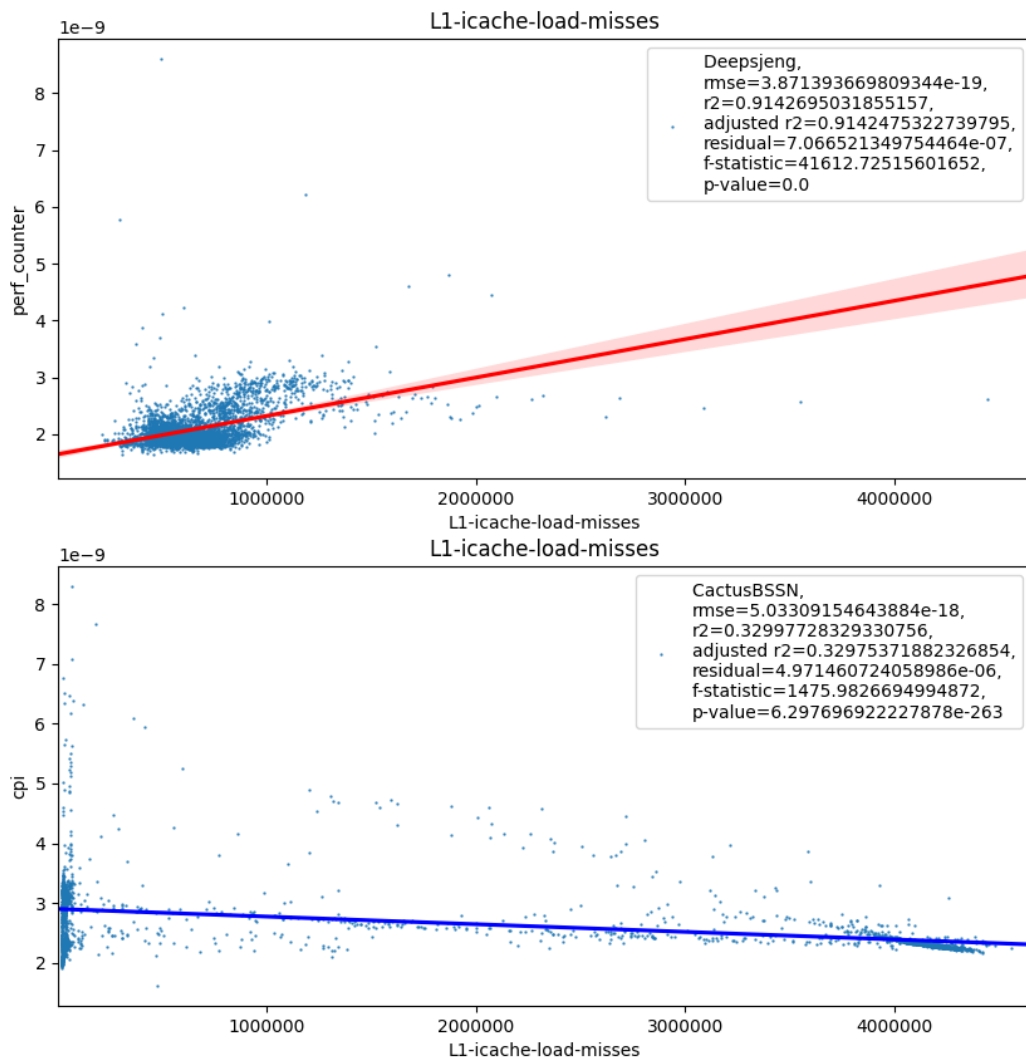 L1-icache-load-misses
1e−9
Deepsjeng,
rmse=3.871393669809344e-19,
r2=0.9142695031855157,
adjusted r2=0.9142475322739795,
residual=7.066521349754464e-07,
f-statistic=41612.72515601652,
p-value=0.0
8
7
6
5
4
3
2
perf_counter
1000000 2000000 3000000 4000000
L1-icache-load-misses
L1-icache-load-misses
1e−9
CactusBSSN,
rmse=5.03309154643884e-18,
r2=0.32997728329330756,
adjusted r2=0.32975371882326854,
residual=4.971460724058986e-06,
f-statistic=1475.9826694994872,
p-value=6.297696922227878e-263
8
7
6
5
4
3
2
cpi
1000000 2000000 3000000 4000000
L1-icache-load-misses